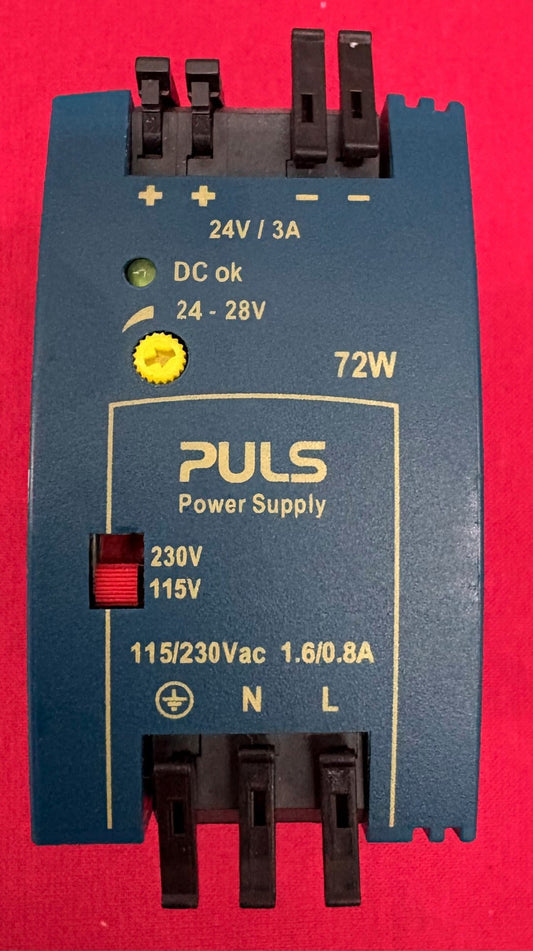 + + − −
24V / 3A
DC ok
24 - 28V
72W
PULS
Power Supply
230V
115V
115/230Vac 1.6/0.8A
N L